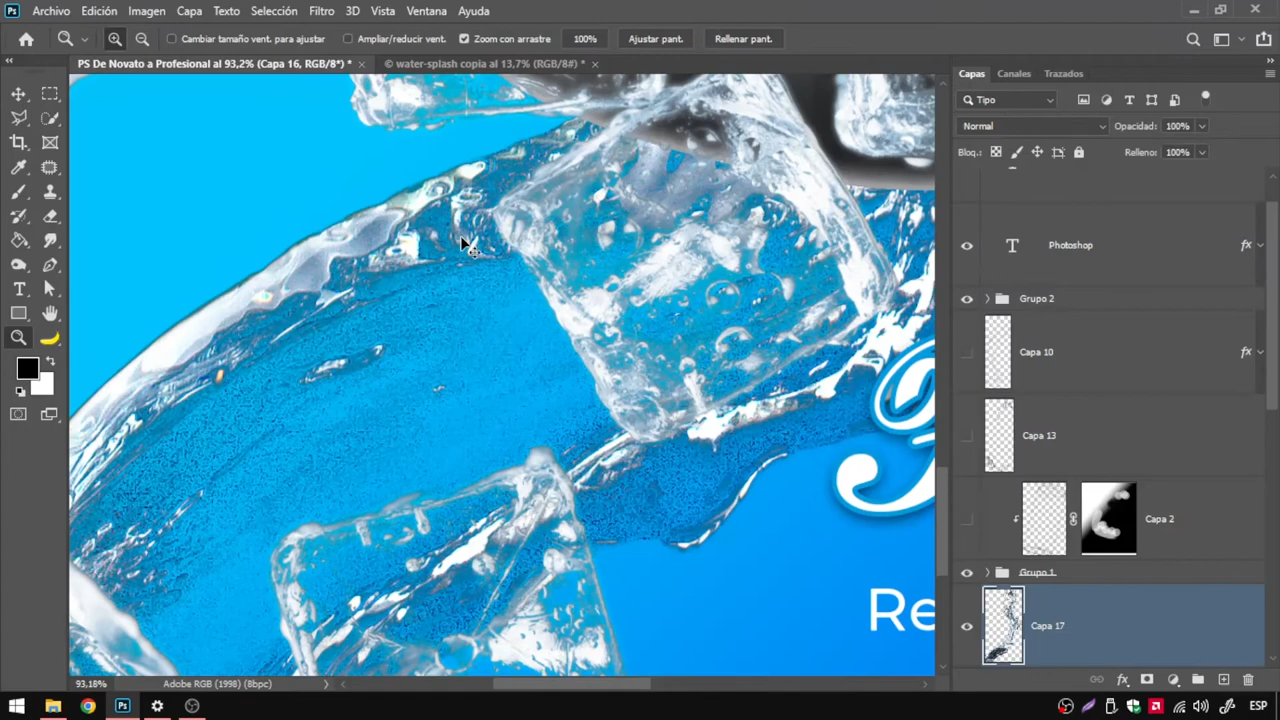 Ps Archivo Edición Imagen Capa Texto Selección Filtro 3D Vista Ventana Ayuda
Cambiar tamaño vent. para ajustar Ampliar/reducir vent. Zoom con arrastre 100% Ajustar pant. Rellenar pant.
PS De Novato a Profesional al 93,2% (Capa 16, RGB/8*) * × © water-splash copia al 13,7% (RGB/8#) * ×
Capas Canales Trazados
Tipo
Normal Opacidad: 100%
Bloq.: Relleno: 100%
T Photoshop fx
Grupo 2
Capa 10 fx
Capa 13
Capa 2
Grupo 1
Capa 17
Re
93,18% Adobe RGB (1998) (8bpc)
Ps ESP